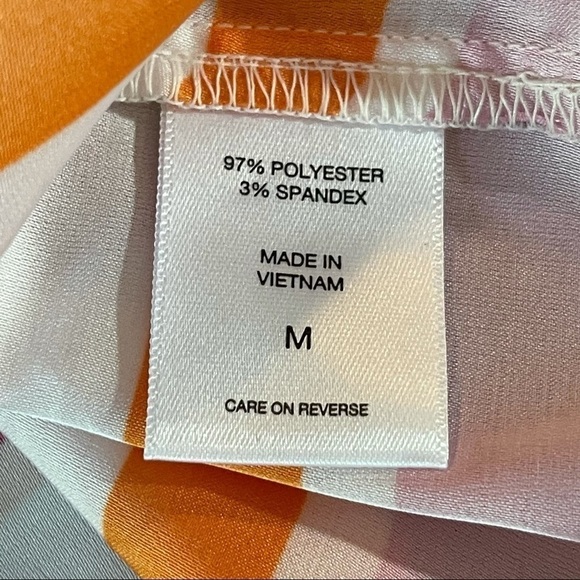 97% POLYESTER
3% SPANDEX
MADE IN
VIETNAM
M
CARE ON REVERSE